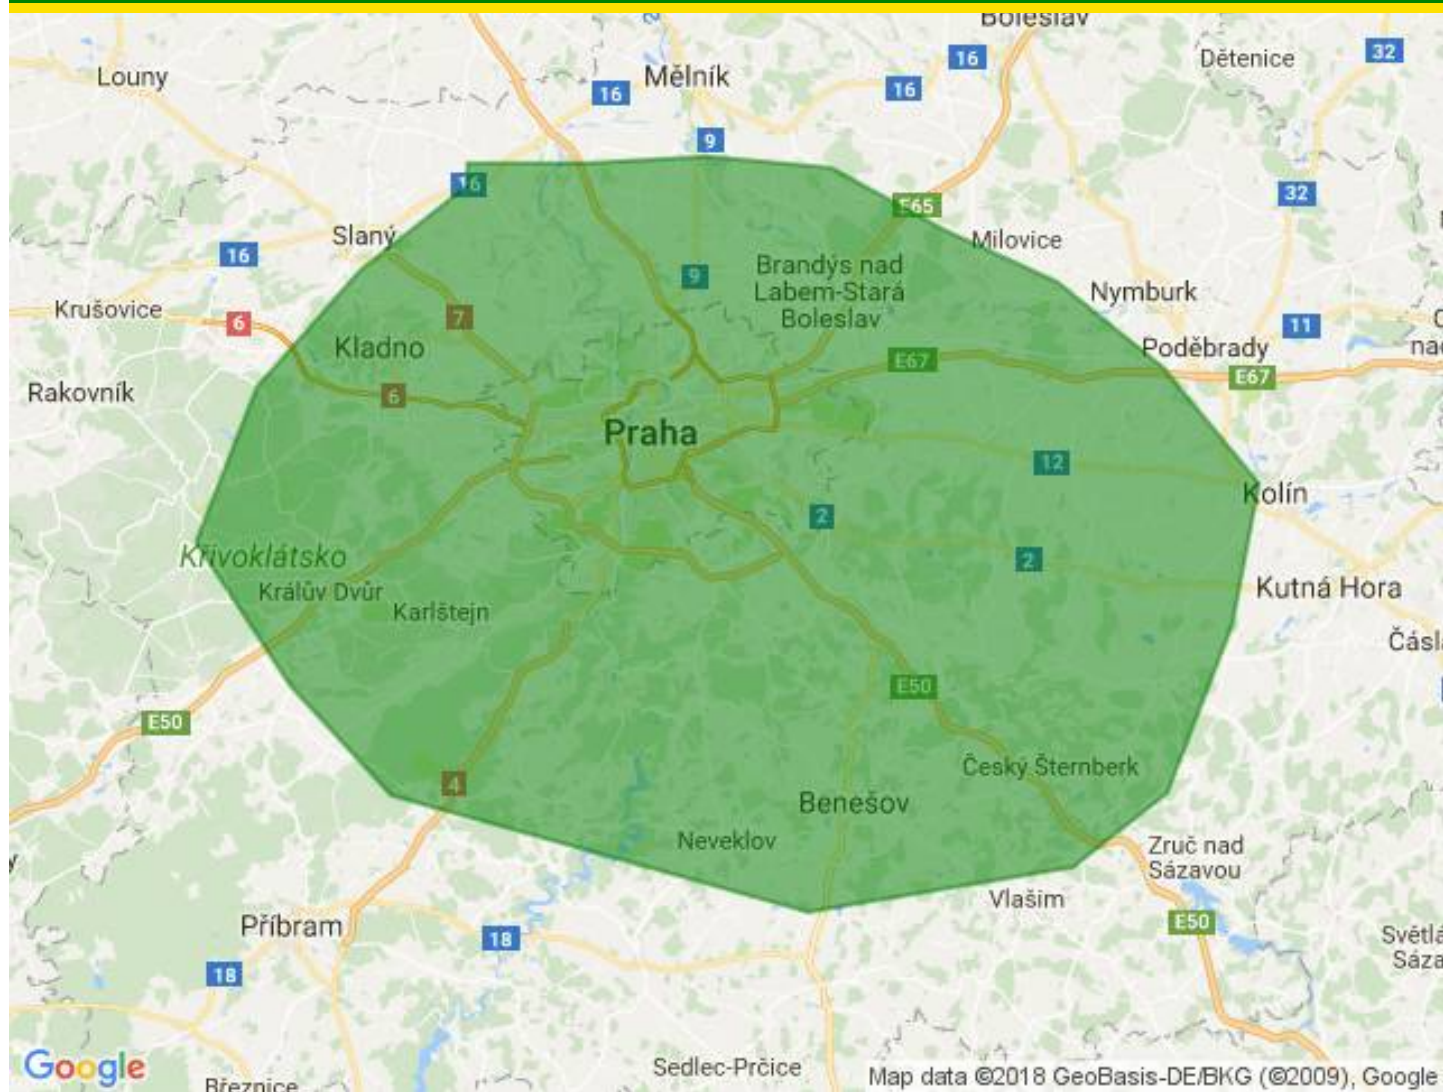 Boleslav
Dětenice
32
Louny
Mělník
16
16
16
9
16
E65
32
Slaný
Milovice
16
Brandýs nad
Labem-Stará
Boleslav
9
Nymburk
Krušovice
6
7
11
Kladno
Poděbrady
E67
E67
Rakovník
6
Praha
12
Kolín
2
Křivoklátsko
2
Králův Dvůr
Karlštejn
Kutná Hora
E50
E50
Český Šternberk
4
Benešov
Neveklov
Zruč nad
Sázavou
Vlašim
Příbram
18
E50
18
Google
Sedlec-Prčice
Březnice
Map data ©2018 GeoBasis-DE/BKG (©2009), Google